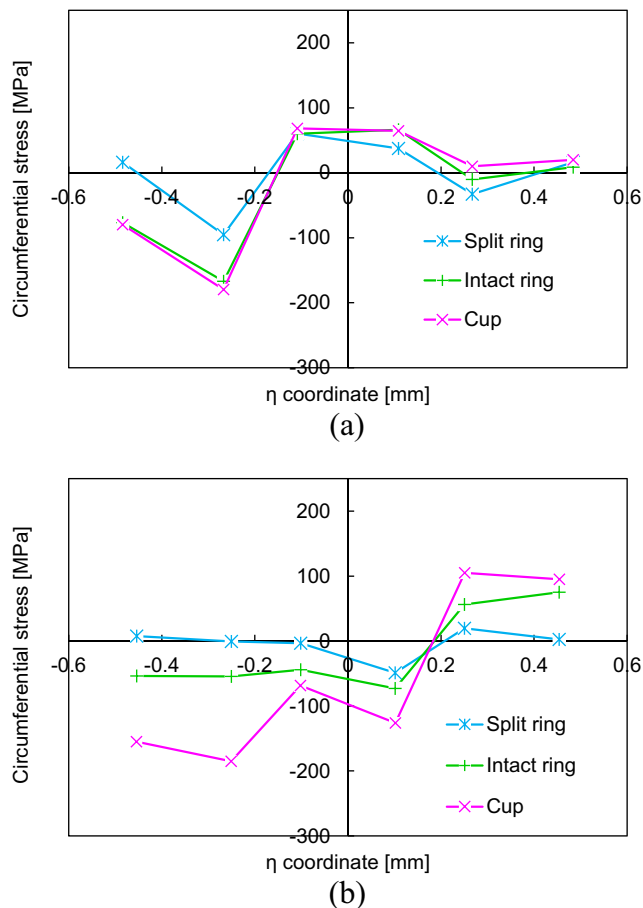 Circumferential stress [MPa]
200
100
0
-100
-200
-300
-0.6
-0.4
-0.2
0
0.2
0.4
0.6
Split ring
Intact ring
Cup
η coordinate [mm]
(a)
Circumferential stress [MPa]
200
100
0
-100
-200
-300
-0.6
-0.4
-0.2
0
0.2
0.4
0.6
Split ring
Intact ring
Cup
η coordinate [mm]
(b)